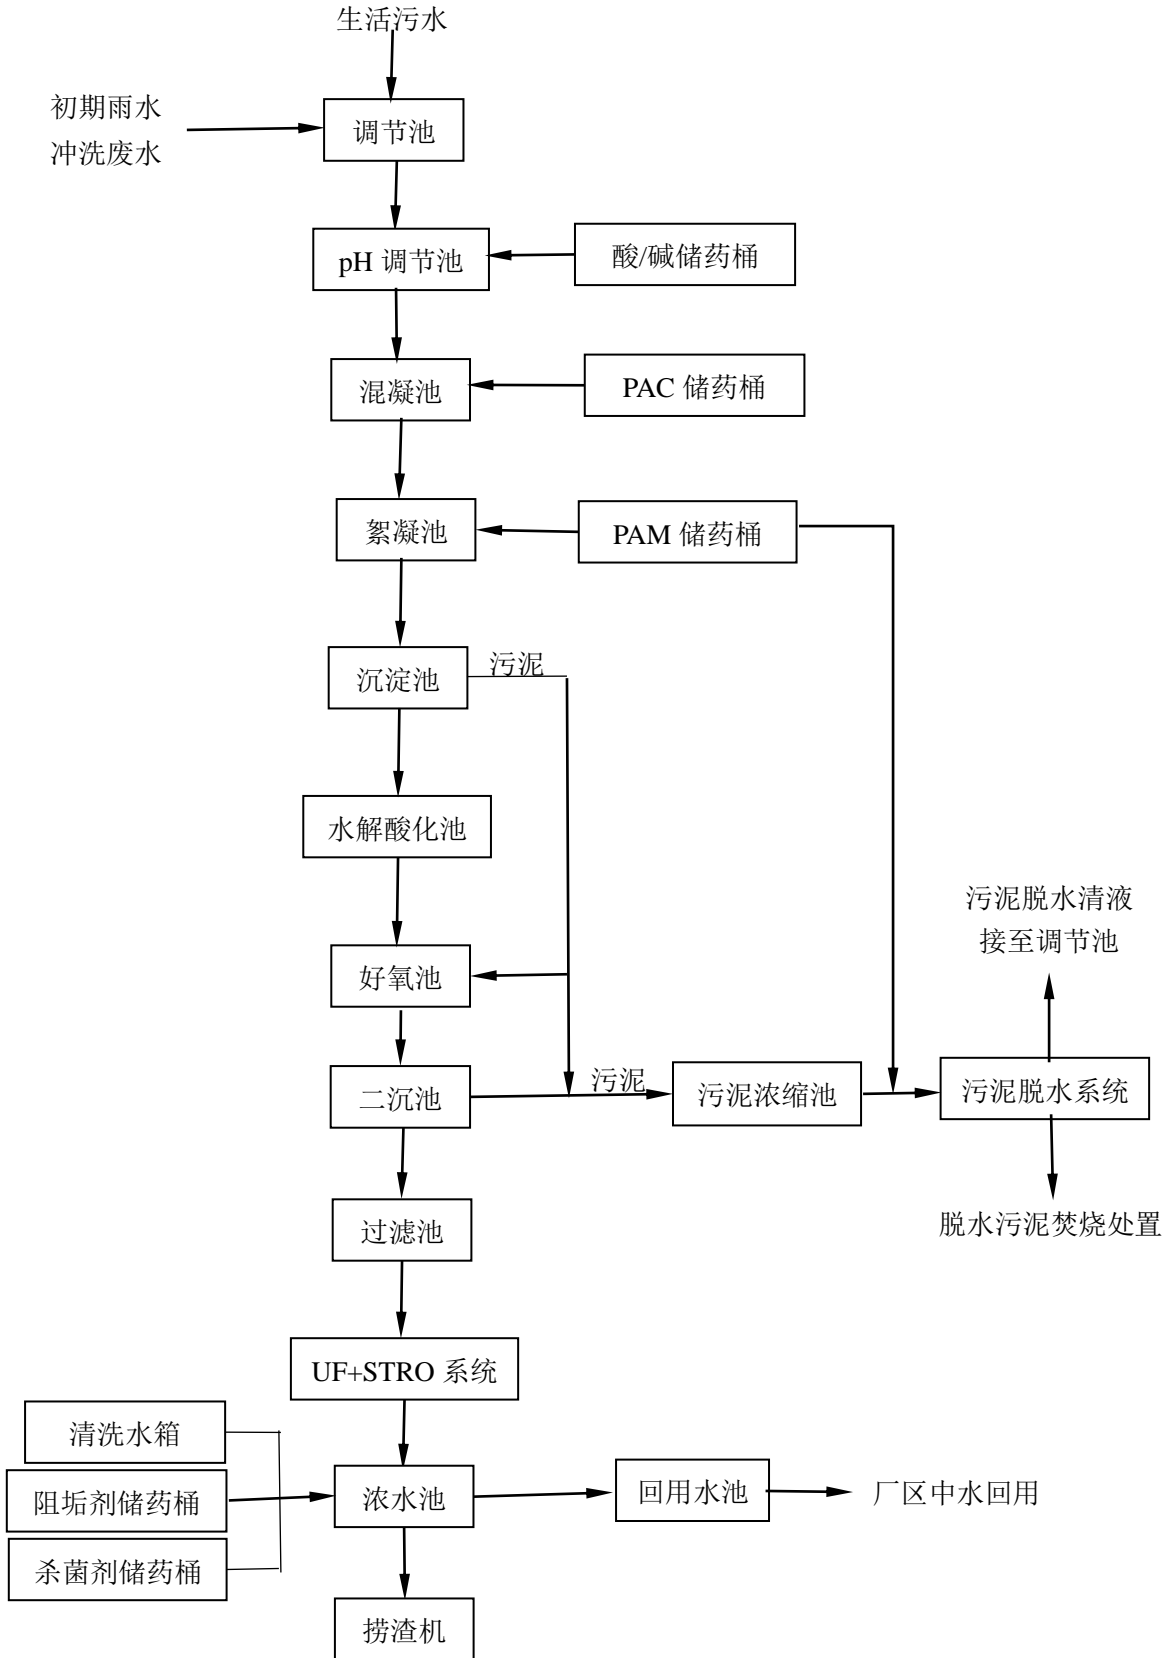 生活污水
初期雨水
冲洗废水
调节池
pH 调节池
酸/碱储药桶
混凝池
PAC 储药桶
絮凝池
PAM 储药桶
沉淀池
污泥
水解酸化池
污泥脱水清液
接至调节池
好氧池
二沉池
污泥
污泥浓缩池
污泥脱水系统
过滤池
脱水污泥焚烧处置
UF+STRO 系统
清洗水箱
阻垢剂储药桶
浓水池
回用水池
厂区中水回用
杀菌剂储药桶
捞渣机